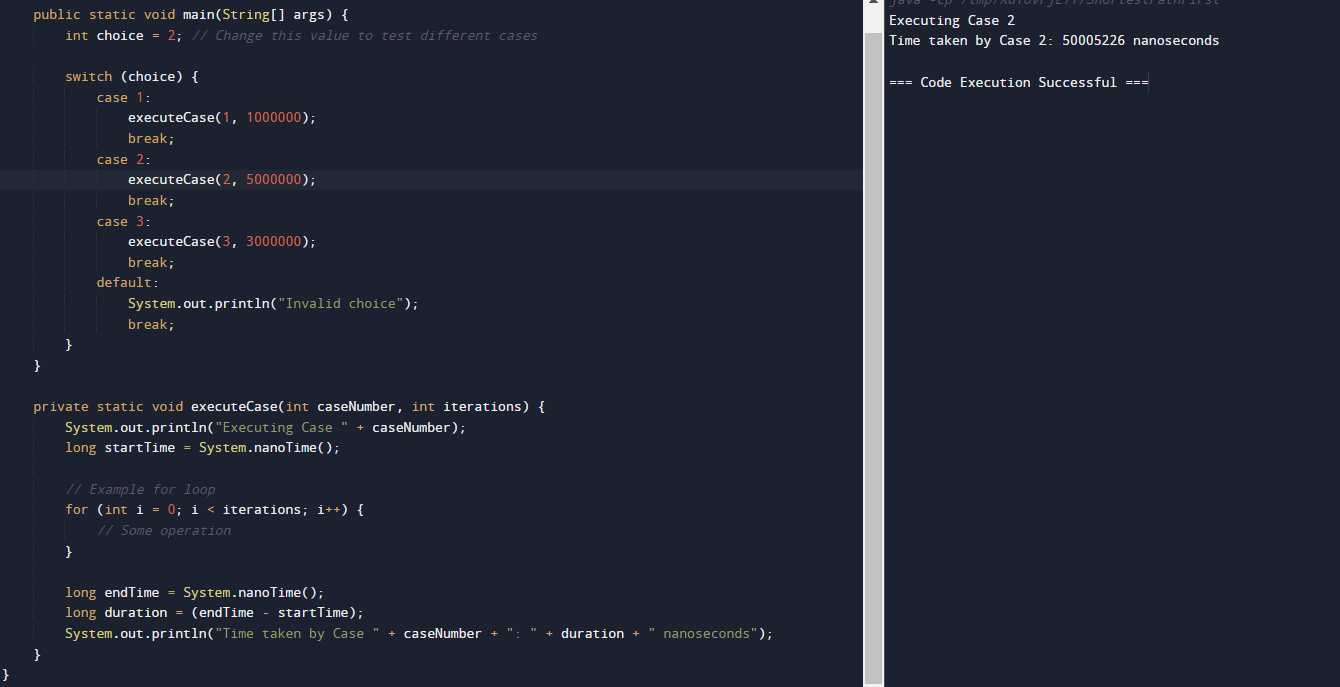 public static void main(String[] args) {
int choice = 2; // Change this value to test different cases
switch (choice) {
case 1:
executeCase(1, 1000000);
break;
case 2:
executeCase(2, 5000000);
break;
case 3:
executeCase(3, 3000000);
break;
default:
System.out.println("Invalid choice");
break;
}
}
private static void executeCase(int caseNumber, int iterations) {
System.out.println("Executing Case " + caseNumber);
long startTime = System.nanoTime();
// Example for loop
for (int i = 0; i < iterations; i++) {
// Some operation
}
long endTime = System.nanoTime();
long duration = (endTime - startTime);
System.out.println("Time taken by Case " + caseNumber + ": " + duration + " nanoseconds");
}
}
java -cp
Executing Case 2
Time taken by Case 2: 50005226 nanoseconds
=== Code Execution Successful ===